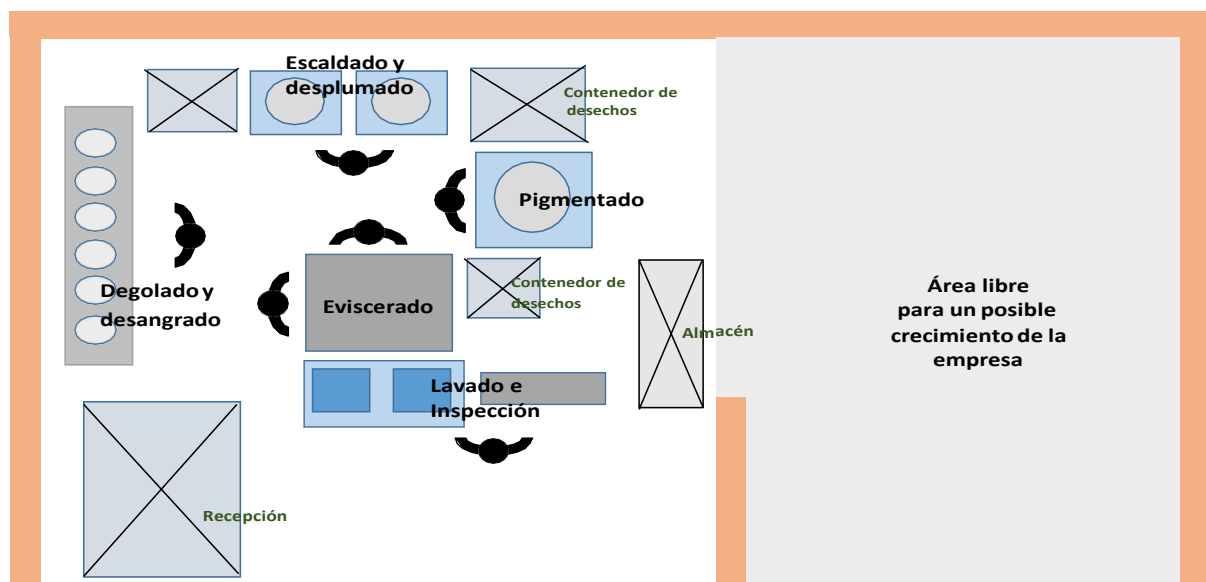 Escaldado y
desplumado
Contenedor de
desechos
Pigmentado
Degolado y
desangrado
Eviscerado
Contenedor de
desechos
Almacén
Área libre
para un posible
crecimiento de la
empresa
Lavado e
Inspección
Recepción